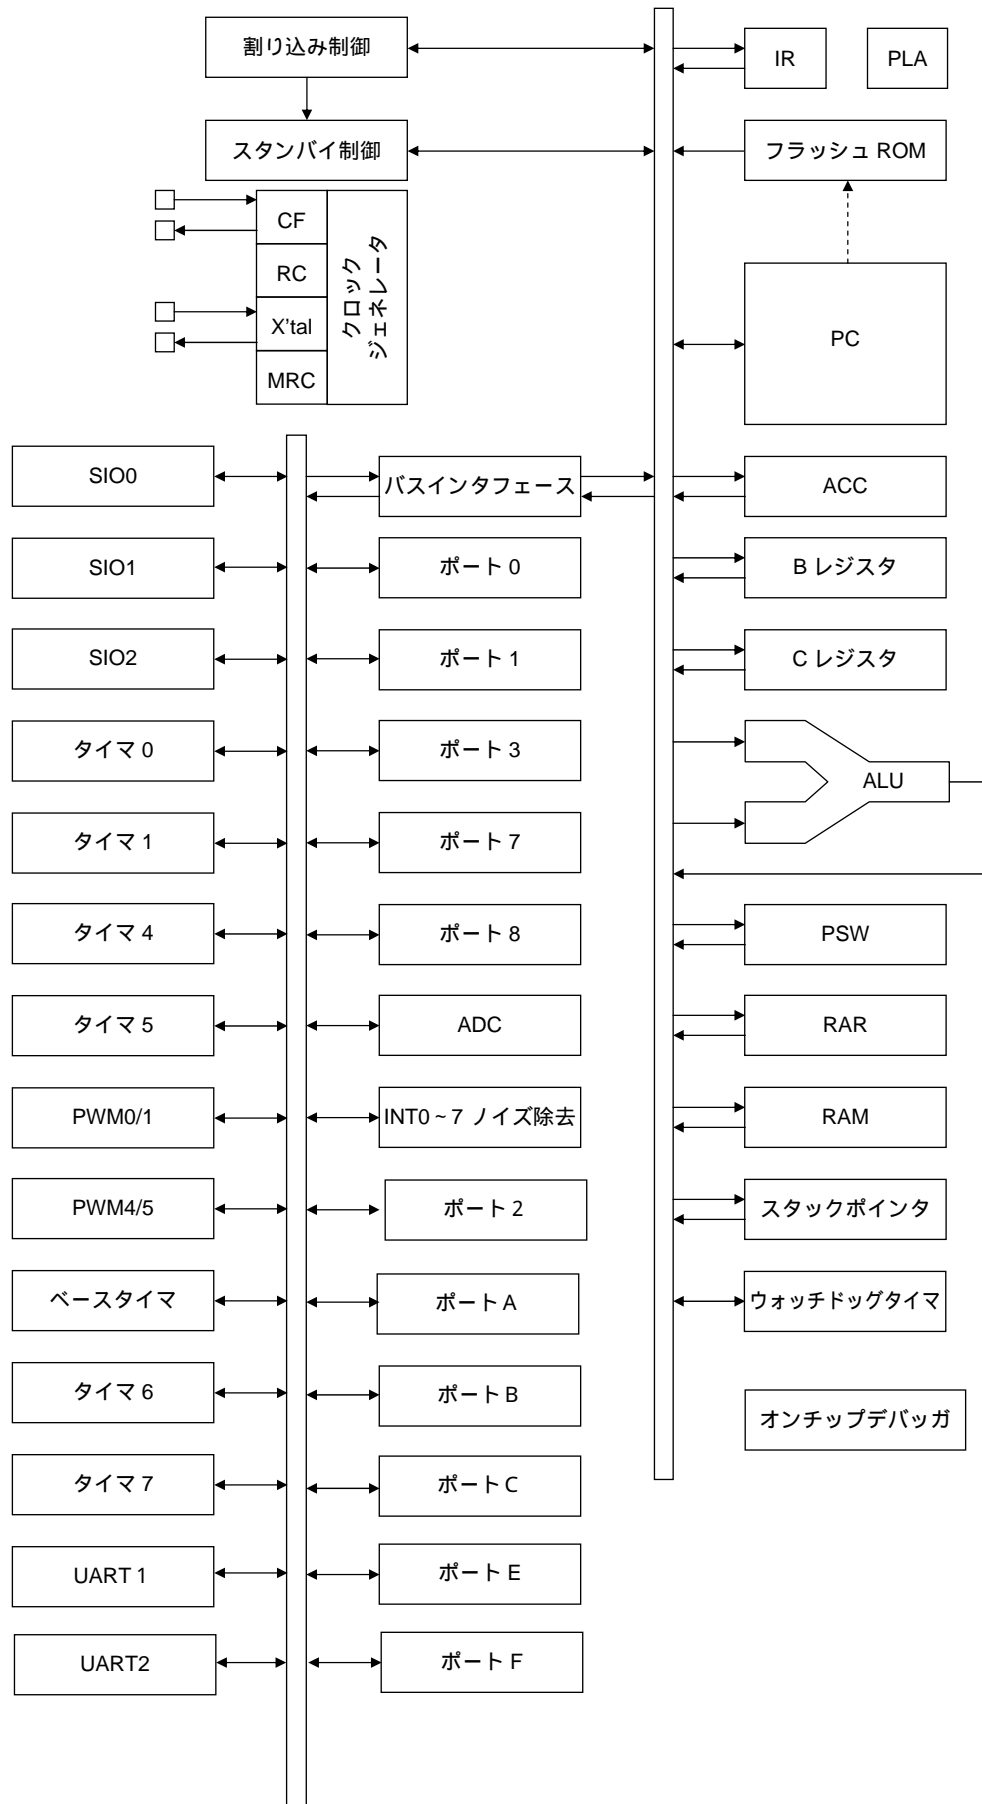 割り込み制御
IR
PLA
スタンバイ制御
フラッシュ ROM
CF
RC
X'tal
MRC
クロック
ジェネレータ
PC
SIO0
バスインタフェース
ACC
SIO1
ポート 0
B レジスタ
SIO2
ポート 1
C レジスタ
タイマ 0
ポート 3
ALU
タイマ 1
ポート 7
タイマ 4
ポート 8
PSW
タイマ 5
ADC
RAR
PWM0/1
INT0~7 ノイズ除去
RAM
PWM4/5
ポート 2
スタックポインタ
ベースタイマ
ポート A
ウォッチドッグタイマ
タイマ 6
ポート B
オンチップデバッガ
タイマ 7
ポート C
UART 1
ポート E
UART2
ポート F